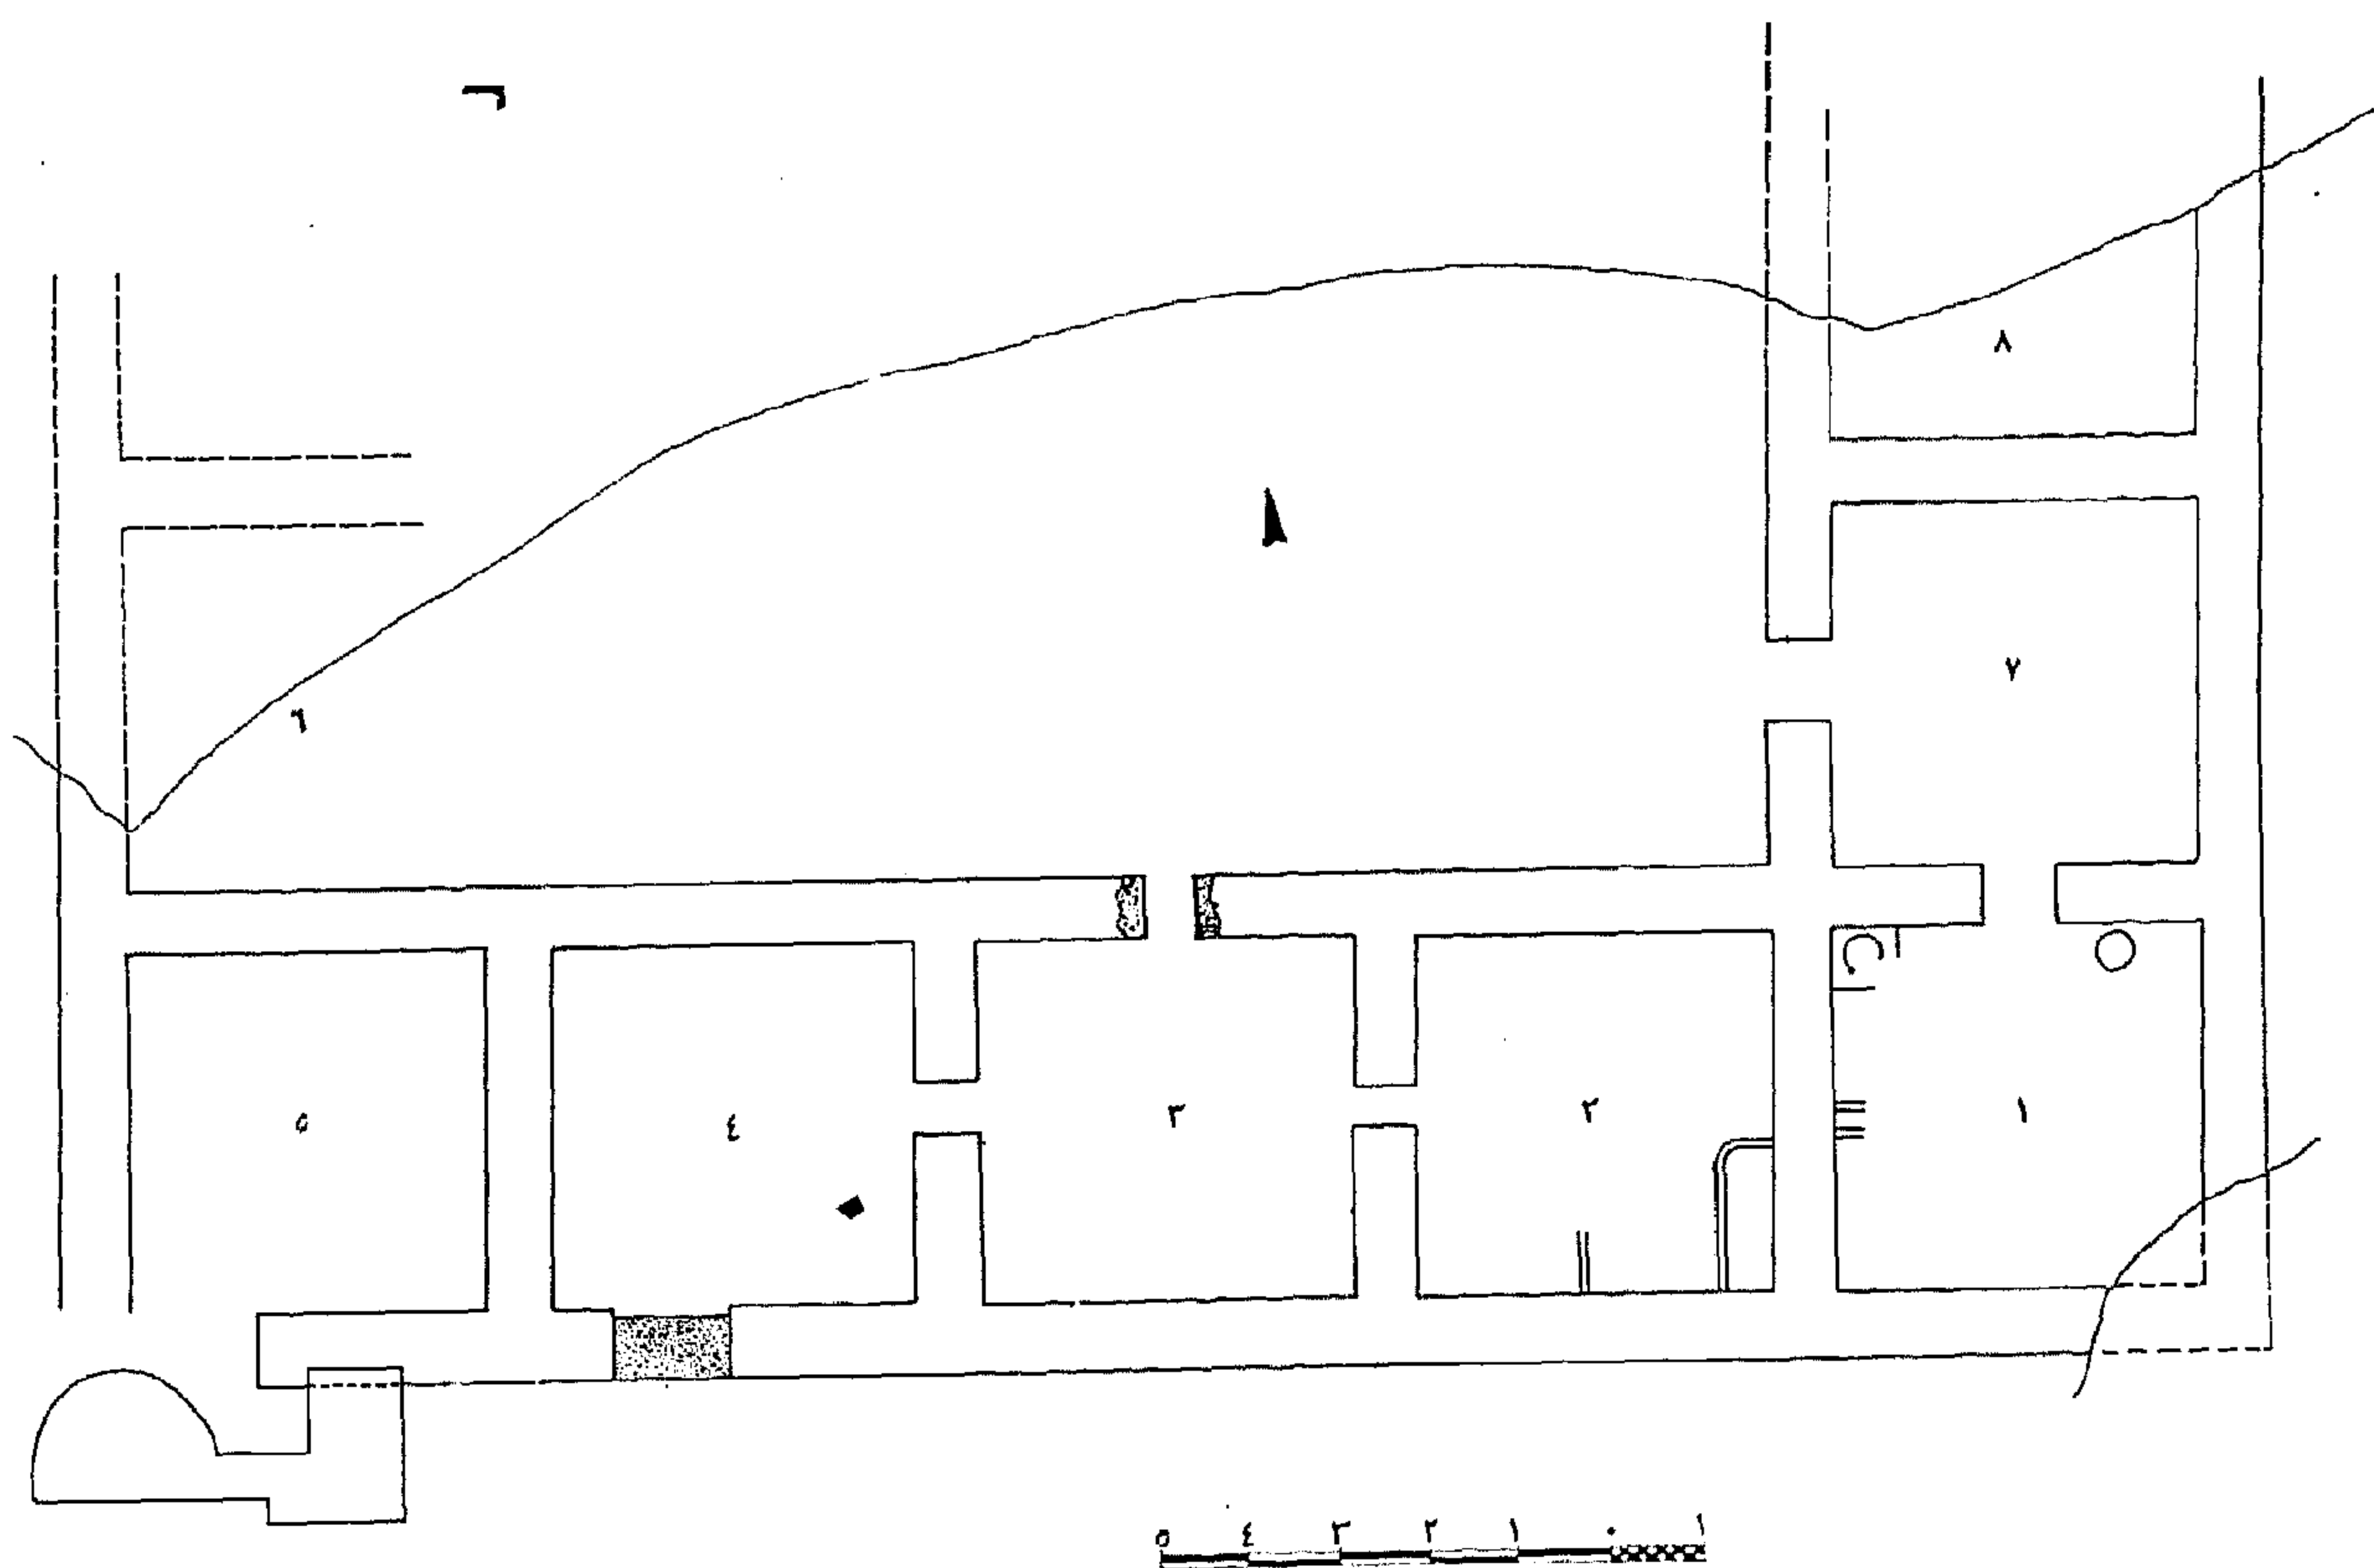 ٨
٧
٦
٥ ٤ ٣ ٢ ١
٥ ٤ ٣ ٢ ١ ٠ ١